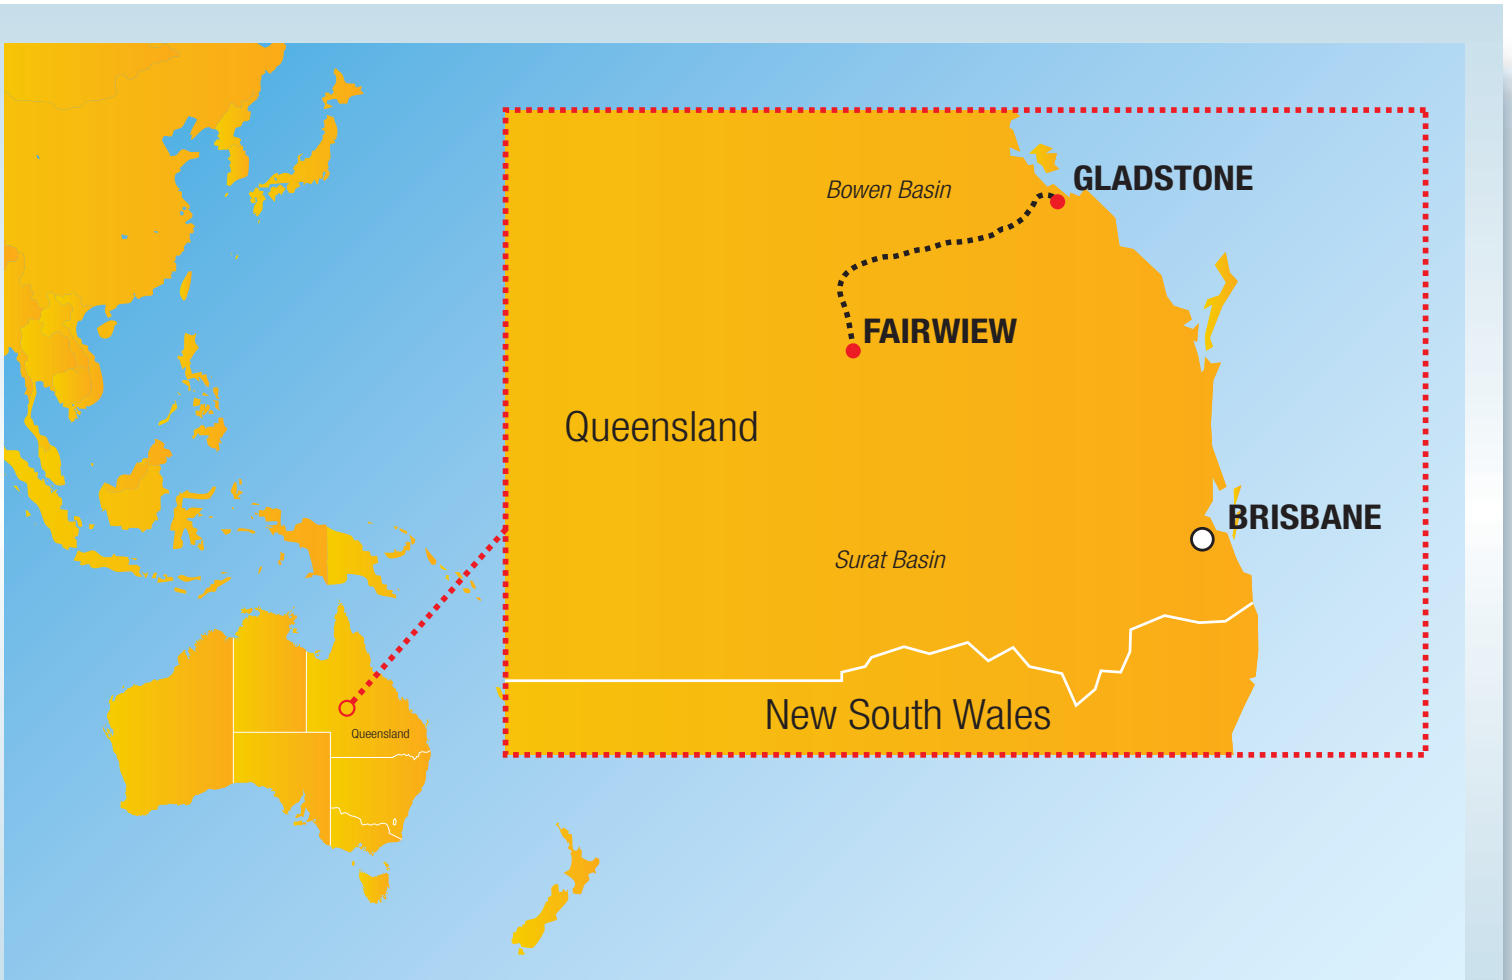 GLADSTONE
Bowen Basin
FAIRWIEW
Queensland
BRISBANE
Surat Basin
New South Wales
Queensland